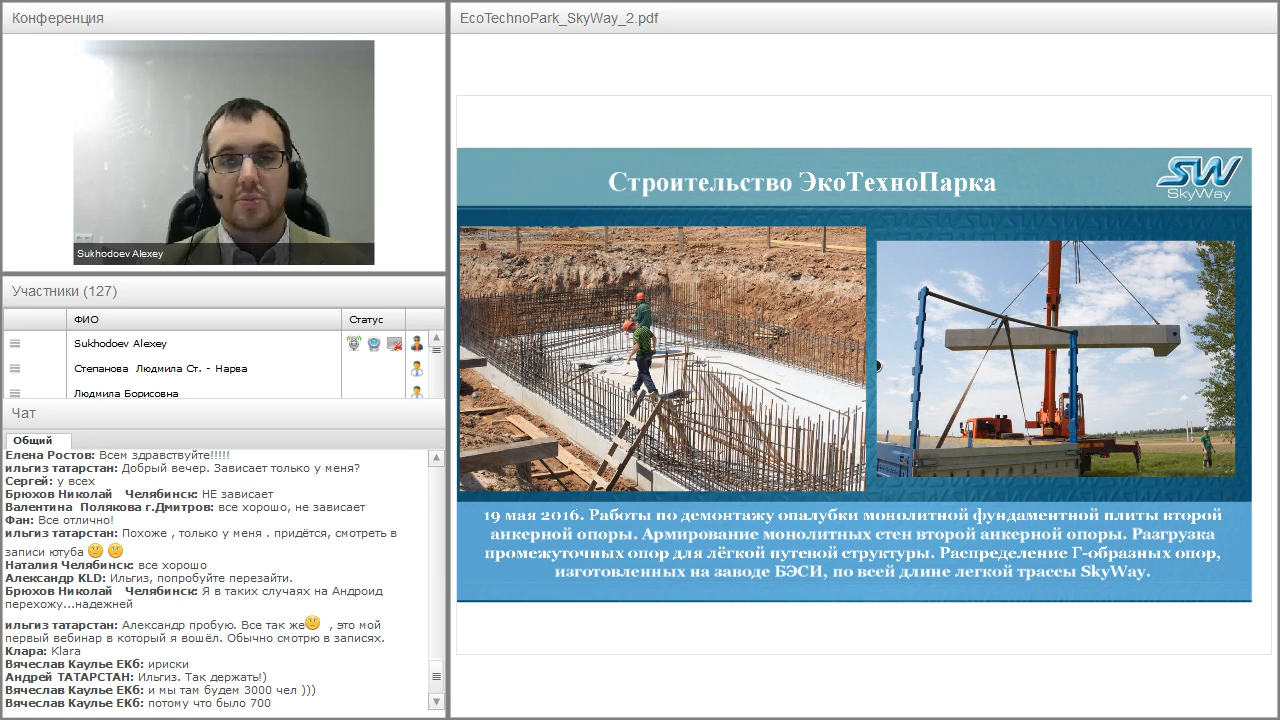 Конференция
Sukhodoev Alexey
Участники (127)
ФИО
Статус
Sukhodoev Alexey
Степанова Людмила Ст. - Нарва
Людмила Борисовна
Чат
Общий
Елена Ростов: Всем здравствуйте!!!!!
ильгиз татарстан: Добрый вечер. Зависает только у меня?
Сергей: у всех
Брюхов Николай Челябинск: НЕ зависает
Валентина Полякова г.Дмитров: все хорошо, не зависает
Фан: Все отлично!
ильгиз татарстан: Похоже , только у меня . придётся, смотреть в
записи ютуба
Наталия Челябинск: все хорошо
Александр KLD: Ильгиз, попробуйте перезайти.
Брюхов Николай Челябинск: Я в таких случаях на Андроид
перехожу...надежней
ильгиз татарстан: Александр пробую. Все так же , это мой
первый вебинар в который я вошёл. Обычно смотрю в записях.
Клара: Klara
Вячеслав Каулье ЕКб: ириски
Андрей ТАТАРСТАН: Ильгиз. Так держать!)
Вячеслав Каулье ЕКб: и мы там будем 3000 чел )))
Вячеслав Каулье ЕКб: потому что было 700
EcoTechnoPark_SkyWay_2.pdf
Строительство ЭкоТехноПарка
SW
SkyWay
19 мая 2016. Работы по демонтажу опалубки монолитной фундаментной плиты второй
анкерной опоры. Армирование монолитных стен второй анкерной опоры. Разгрузка
промежуточных опор для лёгкой путевой структуры. Распределение Г-образных опор,
изготовленных на заводе БЭСИ, по всей длине легкой трассы SkyWay.